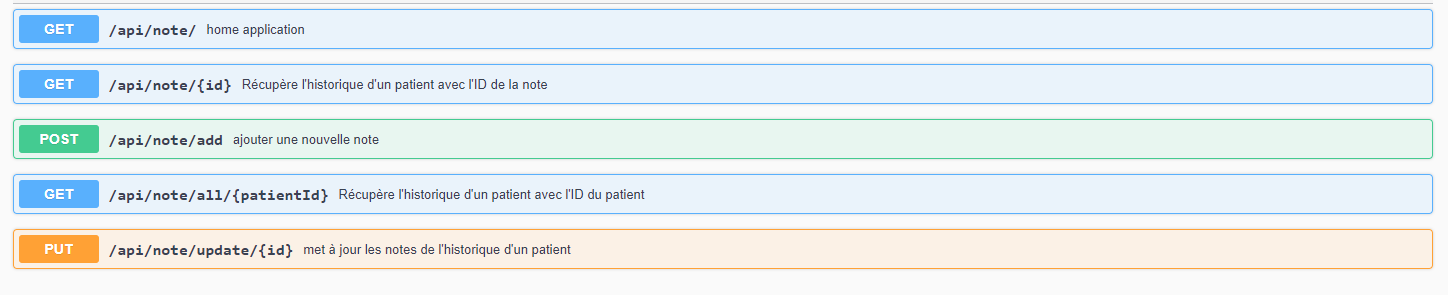 GET /api/note/ home application
GET /api/note/{id} Récupère l'historique d'un patient avec l'ID de la note
POST /api/note/add ajouter une nouvelle note
GET /api/note/all/{patientId} Récupère l'historique d'un patient avec l'ID du patient
PUT /api/note/update/{id} met à jour les notes de l'historique d'un patient